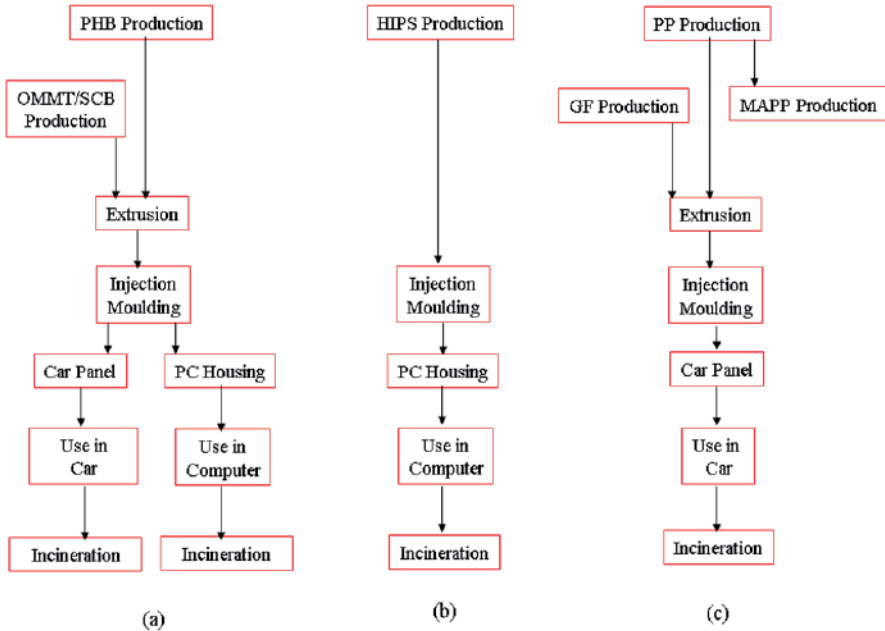 PHB Production
OMMT/SCB
Production
Extrusion
Injection
Moulding
Car Panel
PC Housing
Use in
Car
Use in
Computer
Incineration
Incineration
(a)
HIPS Production
Injection
Moulding
PC Housing
Use in
Computer
Incineration
(b)
PP Production
GF Production
MAPP Production
Extrusion
Injection
Moulding
Car Panel
Use in
Car
Incineration
(c)